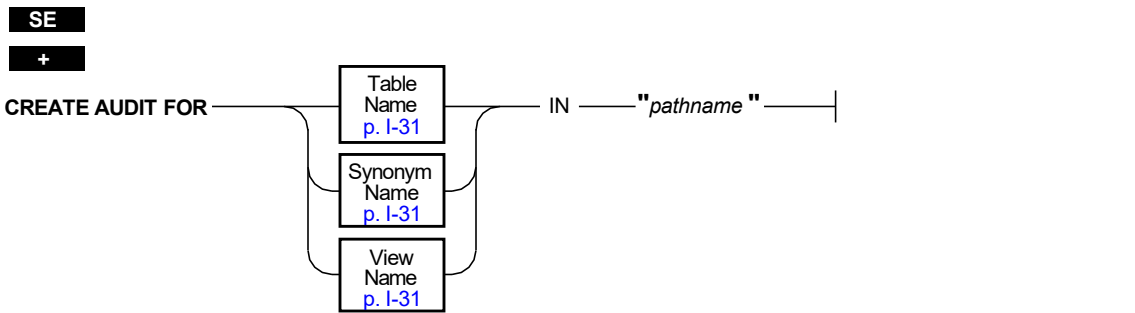 SE
+
CREATE AUDIT FOR
Table
Name
p. I-31
IN
"pathname "
Synonym
Name
p. I-31
View
Name
p. I-31